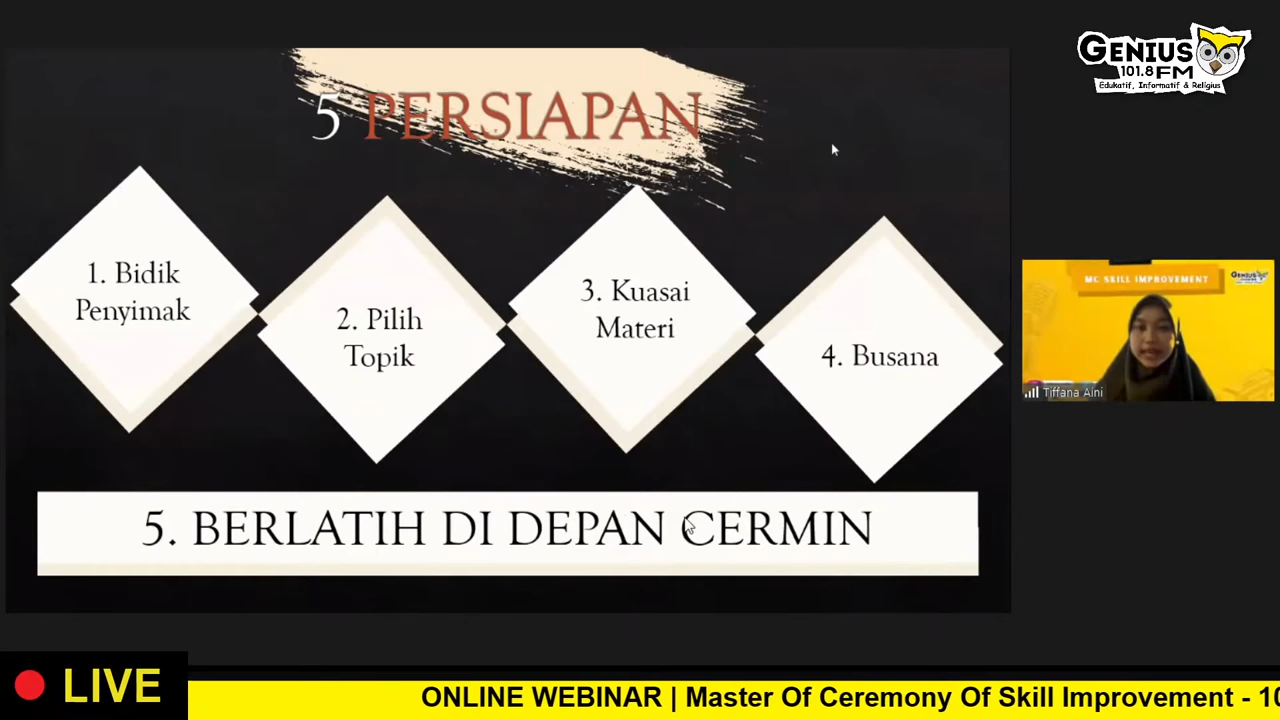 GENIUS
101.8 FM
Edukatif, Informatif & Religius
5 PERSIAPAN
1. Bidik
Penyimak
2. Pilih
Topik
3. Kuasai
Materi
4. Busana
5. BERLATIH DI DEPAN CERMIN
MC SKILL IMPROVEMENT
GENIUS
Tiffana Aini
LIVE
ONLINE WEBINAR | Master Of Ceremony Of Skill Improvement - 10